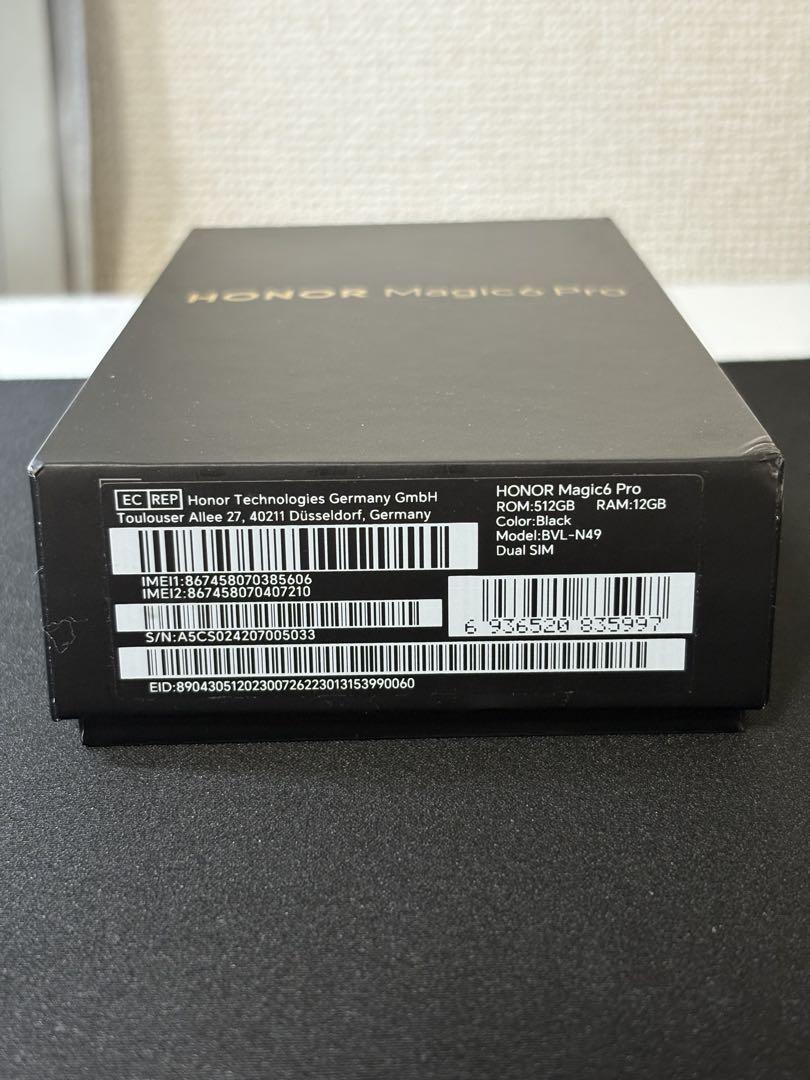 HONOR Magic6 Pro
EC REP Honor Technologies Germany GmbH
Toulouser Allee 27, 40211 Düsseldorf, Germany
IMEI1:867458070385606
IMEI2:867458070407210
S/N:A5CS024207005033
EID:89043051202300726223013153990060
HONOR Magic6 Pro
ROM:512GB RAM:12GB
Color:Black
Model:BVL-N49
Dual SIM
6 936520 835997